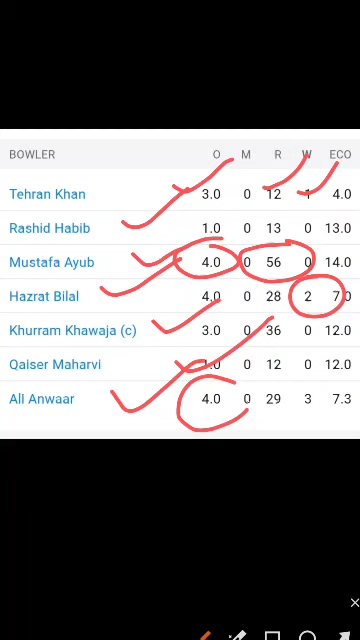 BOWLER O M R W ECO
Tehran Khan 3.0 0 12 1 4.0
Rashid Habib 1.0 0 13 0 13.0
Mustafa Ayub 4.0 0 56 0 14.0
Hazrat Bilal 4.0 0 28 2 7.0
Khurram Khawaja (c) 3.0 0 36 0 12.0
Qaiser Maharvi 1.0 0 12 0 12.0
Ali Anwaar 4.0 0 29 3 7.3